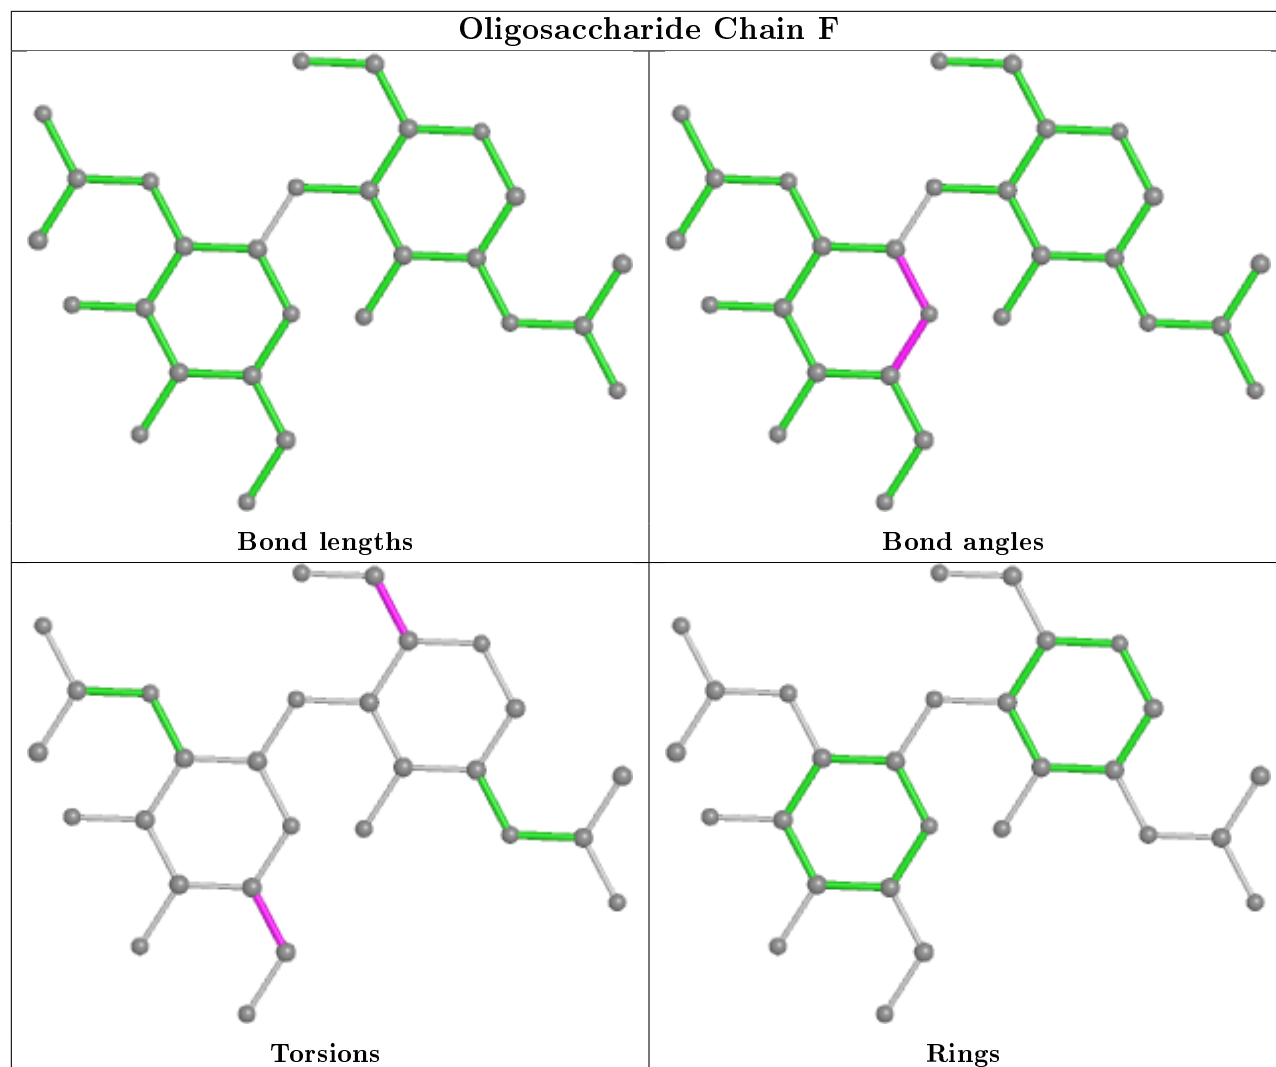 Oligosaccharide Chain F
Bond lengths
Bond angles
Torsions
Rings